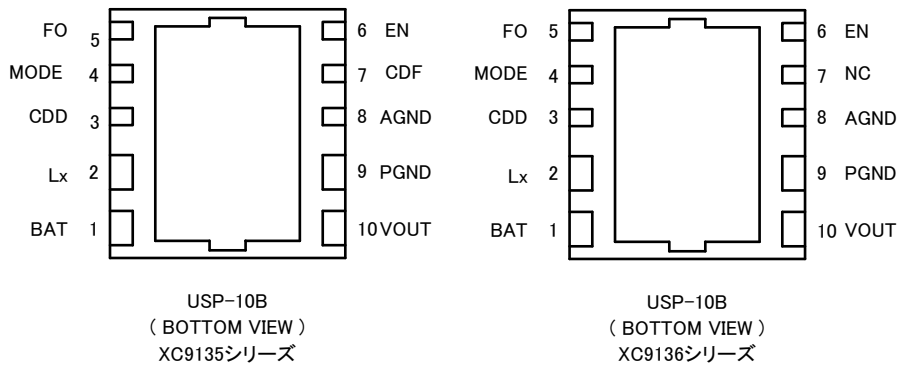 FO 5 6 EN
MODE 4 7 CDF
CDD 3 8 AGND
Lx 2 9 PGND
BAT 1 10 VOUT
USP-10B
( BOTTOM VIEW )
XC9135シリーズ
FO 5 6 EN
MODE 4 7 NC
CDD 3 8 AGND
Lx 2 9 PGND
BAT 1 10 VOUT
USP-10B
( BOTTOM VIEW )
XC9136シリーズ